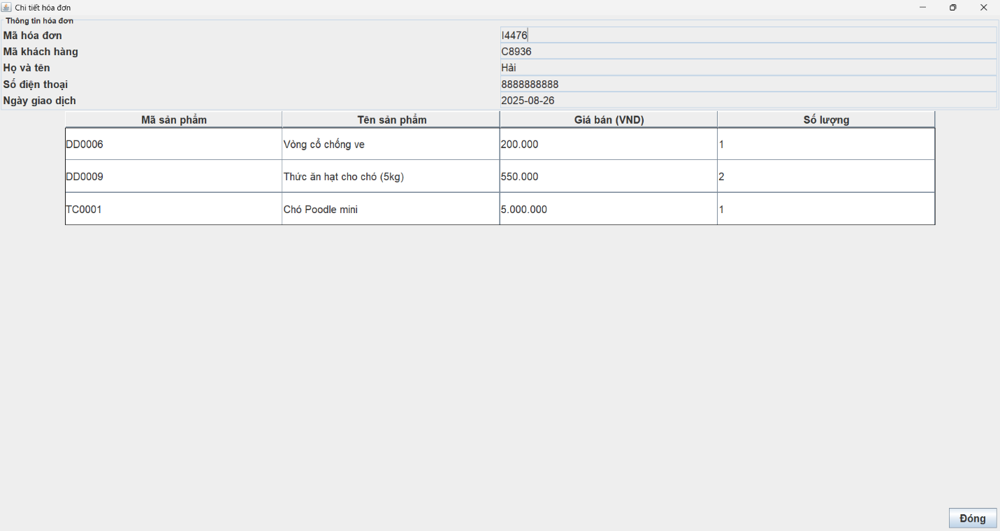 Chi tiết hóa đơn
Thông tin hóa đơn
Mã hóa đơn I4476
Mã khách hàng C8936
Họ và tên Hải
Số điện thoại 8888888888
Ngày giao dịch 2025-08-26
Mã sản phẩm Tên sản phẩm Giá bán (VND) Số lượng
DD0006 Vòng cổ chống ve 200.000 1
DD0009 Thức ăn hạt cho chó (5kg) 550.000 2
TC0001 Chó Poodle mini 5.000.000 1
Đóng